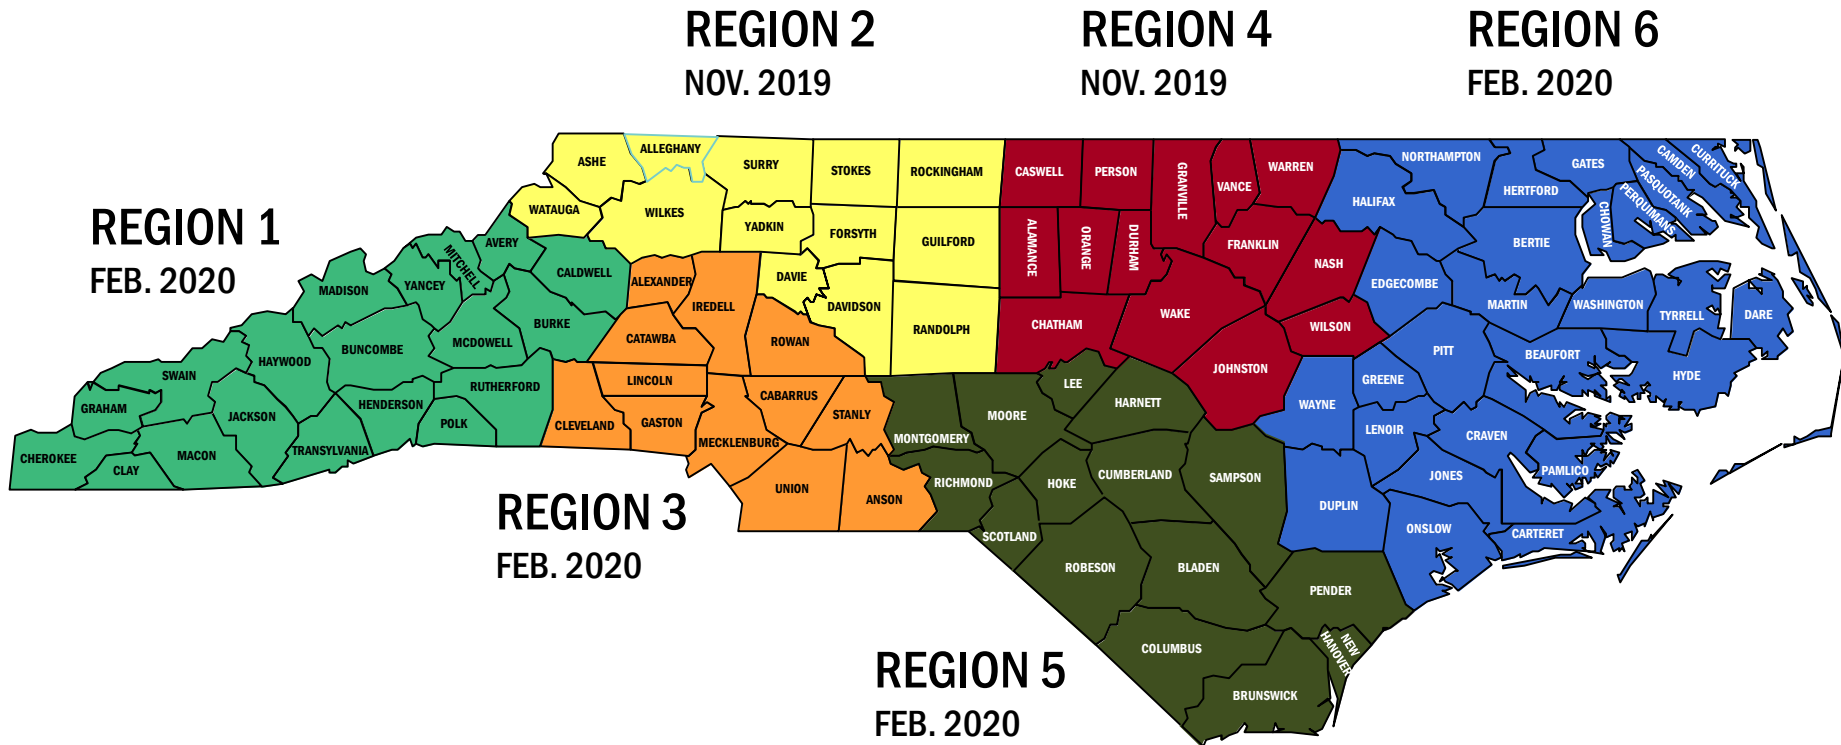 REGION 2
NOV. 2019
REGION 4
NOV. 2019
REGION 6
FEB. 2020
REGION 1
FEB. 2020
REGION 3
FEB. 2020
REGION 5
FEB. 2020
CHEROKEE
GRAHAM
CLAY
SWAIN
MACON
JACKSON
HAYWOOD
TRANSYLVANIA
MADISON
BUNCOMBE
HENDERSON
YANCEY
MITCHELL
AVERY
MCDOWELL
POLK
RUTHERFORD
BURKE
CALDWELL
ASHE
ALLEGHANY
WATAUGA
WILKES
SURRY
YADKIN
STOKES
FORSYTH
DAVIE
DAVIDSON
ROCKINGHAM
GUILFORD
RANDOLPH
ALEXANDER
IREDELL
CATAWBA
ROWAN
LINCOLN
CLEVELAND
GASTON
MECKLENBURG
CABARRUS
STANLY
UNION
ANSON
CASWELL
PERSON
GRANVILLE
VANCE
WARREN
ALAMANCE
ORANGE
DURHAM
FRANKLIN
NASH
CHATHAM
WAKE
WILSON
JOHNSTON
MONTGOMERY
MOORE
LEE
HARNETT
RICHMOND
HOKE
CUMBERLAND
SAMPSON
SCOTLAND
ROBESON
BLADEN
PENDER
COLUMBUS
NEW
HANOVER
BRUNSWICK
NORTHAMPTON
GATES
CAMDEN
CURRITUCK
HERTFORD
PASQUOTANK
PERQUIMANS
CHOWAN
HALIFAX
BERTIE
EDGECOMBE
MARTIN
WASHINGTON
TYRRELL
DARE
PITT
BEAUFORT
HYDE
GREENE
WAYNE
LENOIR
CRAVEN
JONES
PAMLICO
DUPLIN
ONSLOW
CARTERET